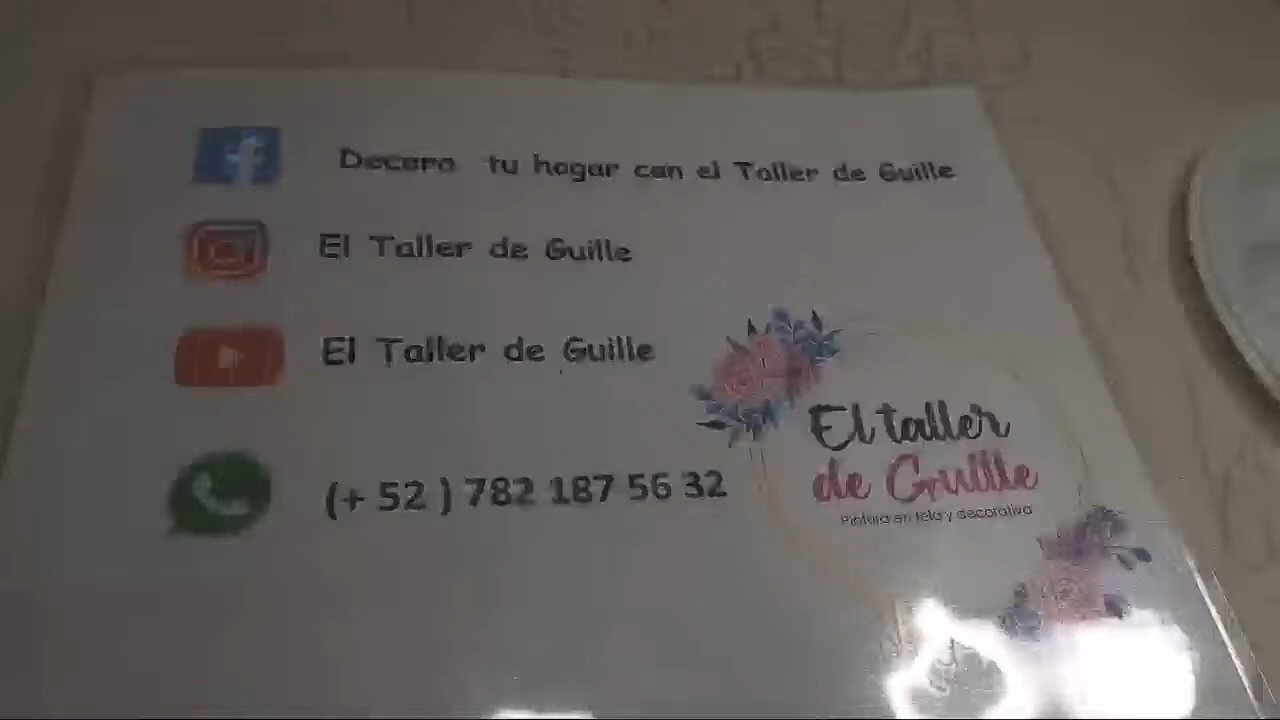 Decora tu hogar con el Taller de Guille
El Taller de Guille
El Taller de Guille
(+ 52 ) 782 187 56 32
El taller
de Guille
Pintura en tela y decorativa